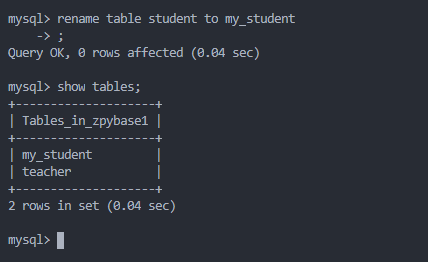 mysql> rename table student to my_student
    -> ;
Query OK, 0 rows affected (0.04 sec)

mysql> show tables;
+-------------------+
| Tables_in_zpybase1 |
+-------------------+
| my_student         |
| teacher            |
+-------------------+
2 rows in set (0.04 sec)

mysql>